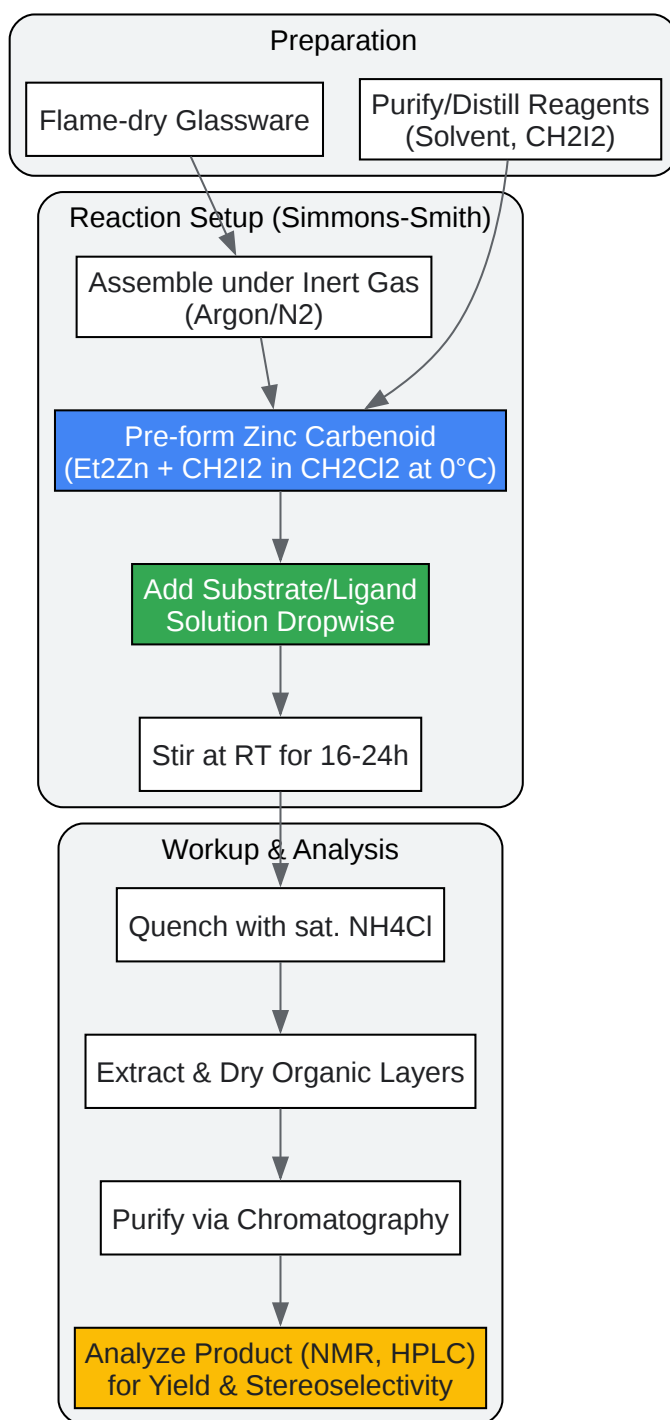 Preparation
Flame-dry Glassware
Purify/Distill Reagents
(Solvent, CH2I2)
Reaction Setup (Simmons-Smith)
Assemble under Inert Gas
(Argon/N2)
Pre-form Zinc Carbenoid
(Et2Zn + CH2I2 in CH2Cl2 at 0°C)
Add Substrate/Ligand
Solution Dropwise
Stir at RT for 16-24h
Workup & Analysis
Quench with sat. NH4Cl
Extract & Dry Organic Layers
Purify via Chromatography
Analyze Product (NMR, HPLC)
for Yield & Stereoselectivity